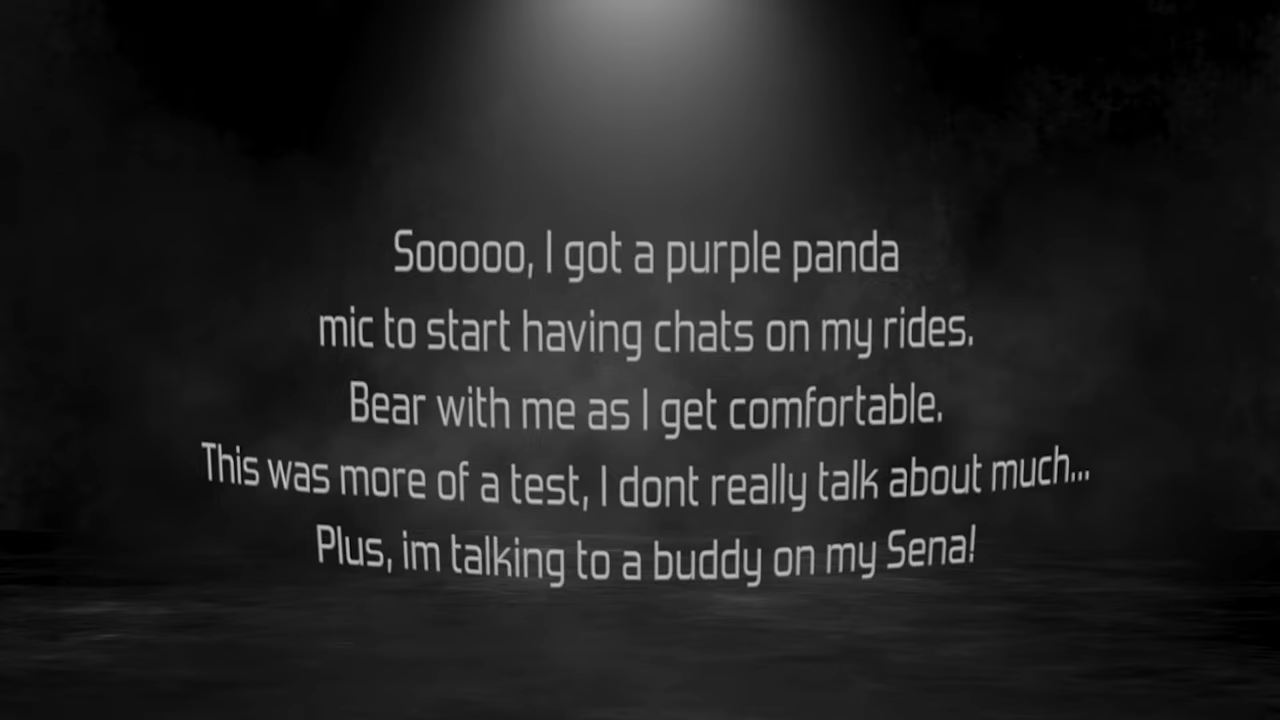 Sooooo, I got a purple panda
mic to start having chats on my rides.
Bear with me as I get comfortable.
This was more of a test, I dont really talk about much...
Plus, im talking to a buddy on my Sena!